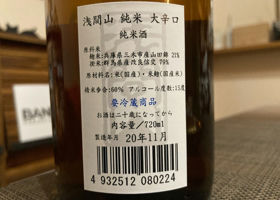 浅間山 純米 大辛口
純米酒
原料米
麹米:兵庫県三木市産山田錦 21%
掛米:群馬県産改良信交 79%
原材料名:米(国産)・米麹(国産米)
精米歩合:60% アルコール度数:15度
要冷蔵商品
お酒は二十歳になってから
内容量/720ml
製造年月 20年11月
4 932512 080224
BAN